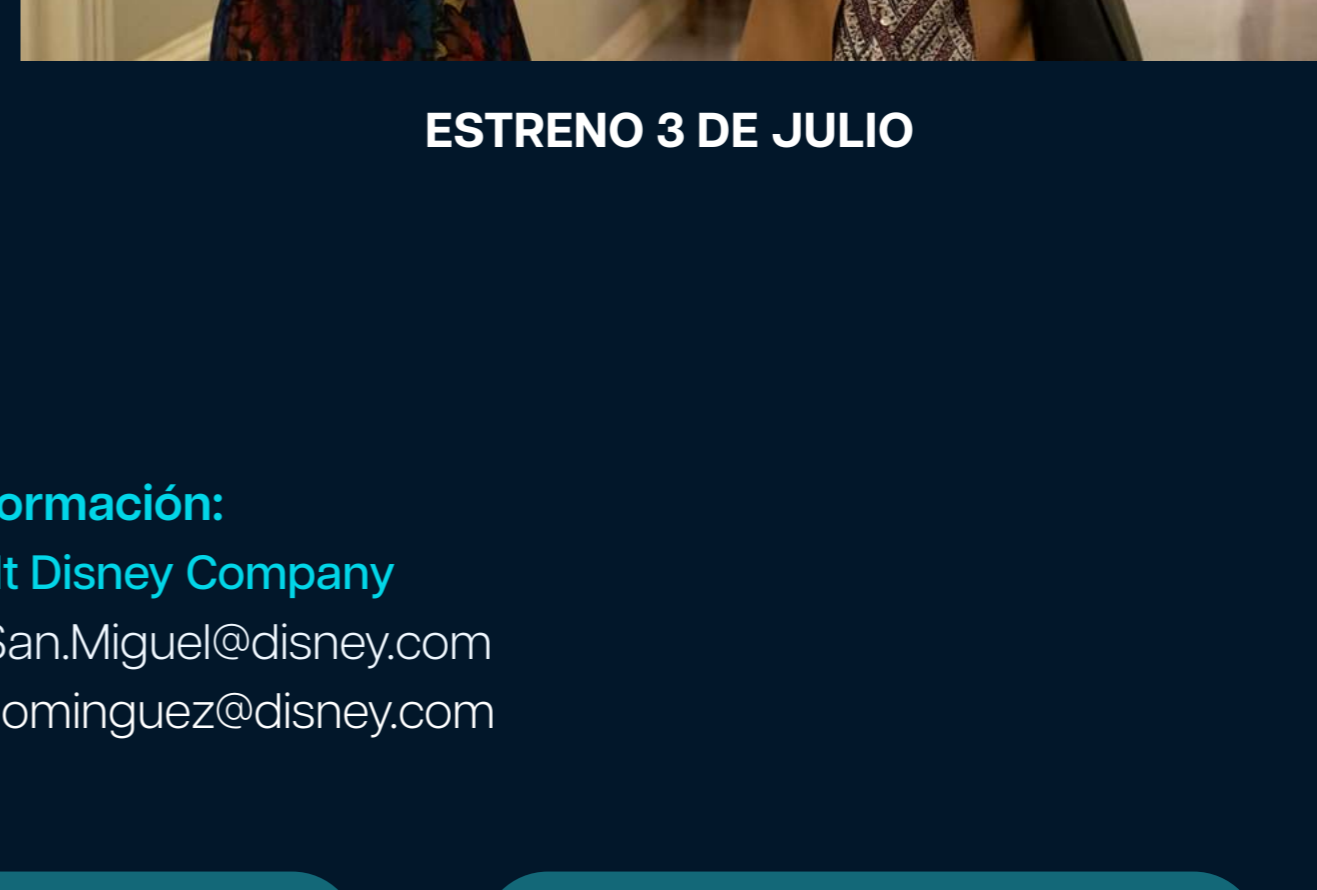 ESTRENO 3 DE JULIO
ormación:
lt Disney Company
San.Miguel@disney.com
ominguez@disney.com